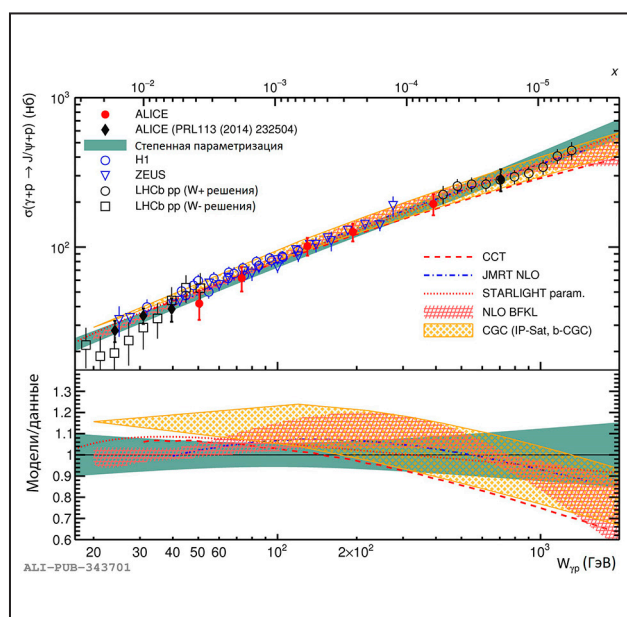 10⁻² 10⁻³ 10⁻⁴ 10⁻⁵ x
σ(γ+p → J/ψ+p) (нб)
10³
10²
ALICE
ALICE (PRL113 (2014) 232504)
Степенная параметризация
H1
ZEUS
LHCb pp (W+ решения)
LHCb pp (W- решения)
CCT
JMRT NLO
STARLIGHT param.
NLO BFKL
CGC (IP-Sat, b-CGC)
Модели/данные
1.3
1.2
1.1
1
0.9
0.8
0.7
0.6
20 30 40 50 60 10² 2×10² 10³
ALI-PUB-343701
Wγp (ГэВ)